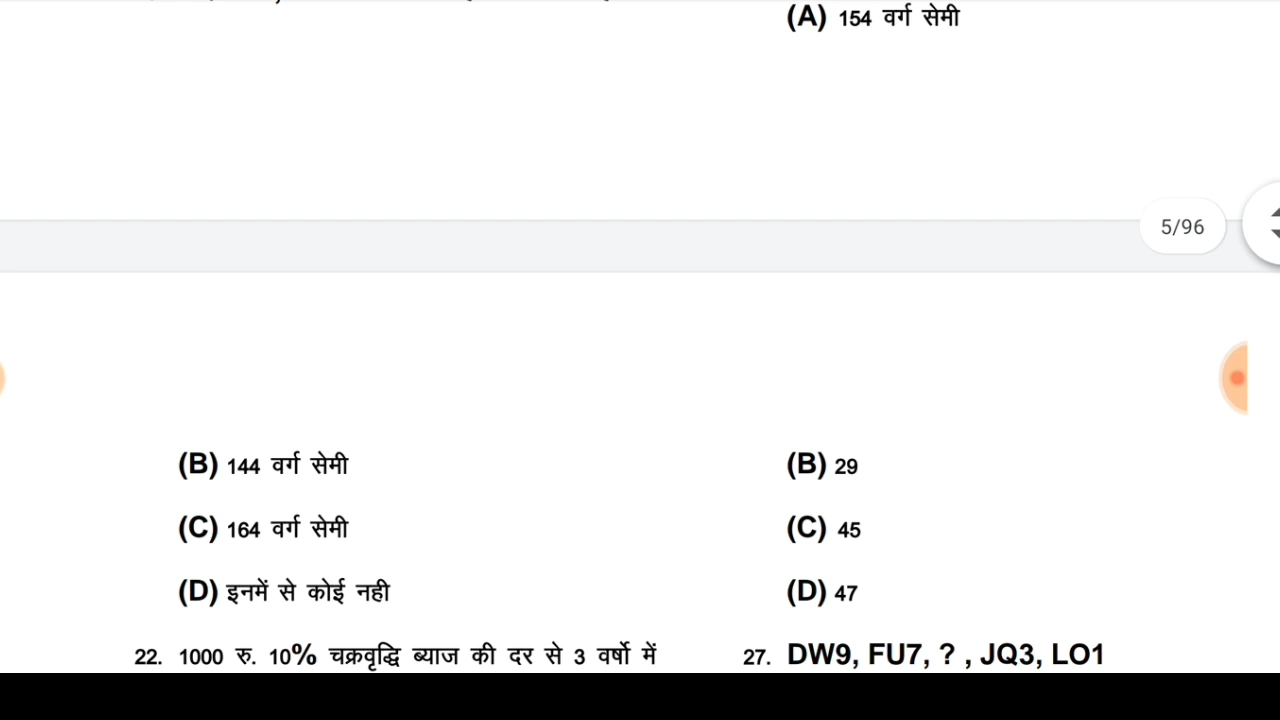 (A) 154 वर्ग सेमी
5/96
(B) 144 वर्ग सेमी
(C) 164 वर्ग सेमी
(D) इनमें से कोई नही
22. 1000 रु. 10% चक्रवृद्धि ब्याज की दर से 3 वर्षो में
(B) 29
(C) 45
(D) 47
27. DW9, FU7, ? , JQ3, LO1